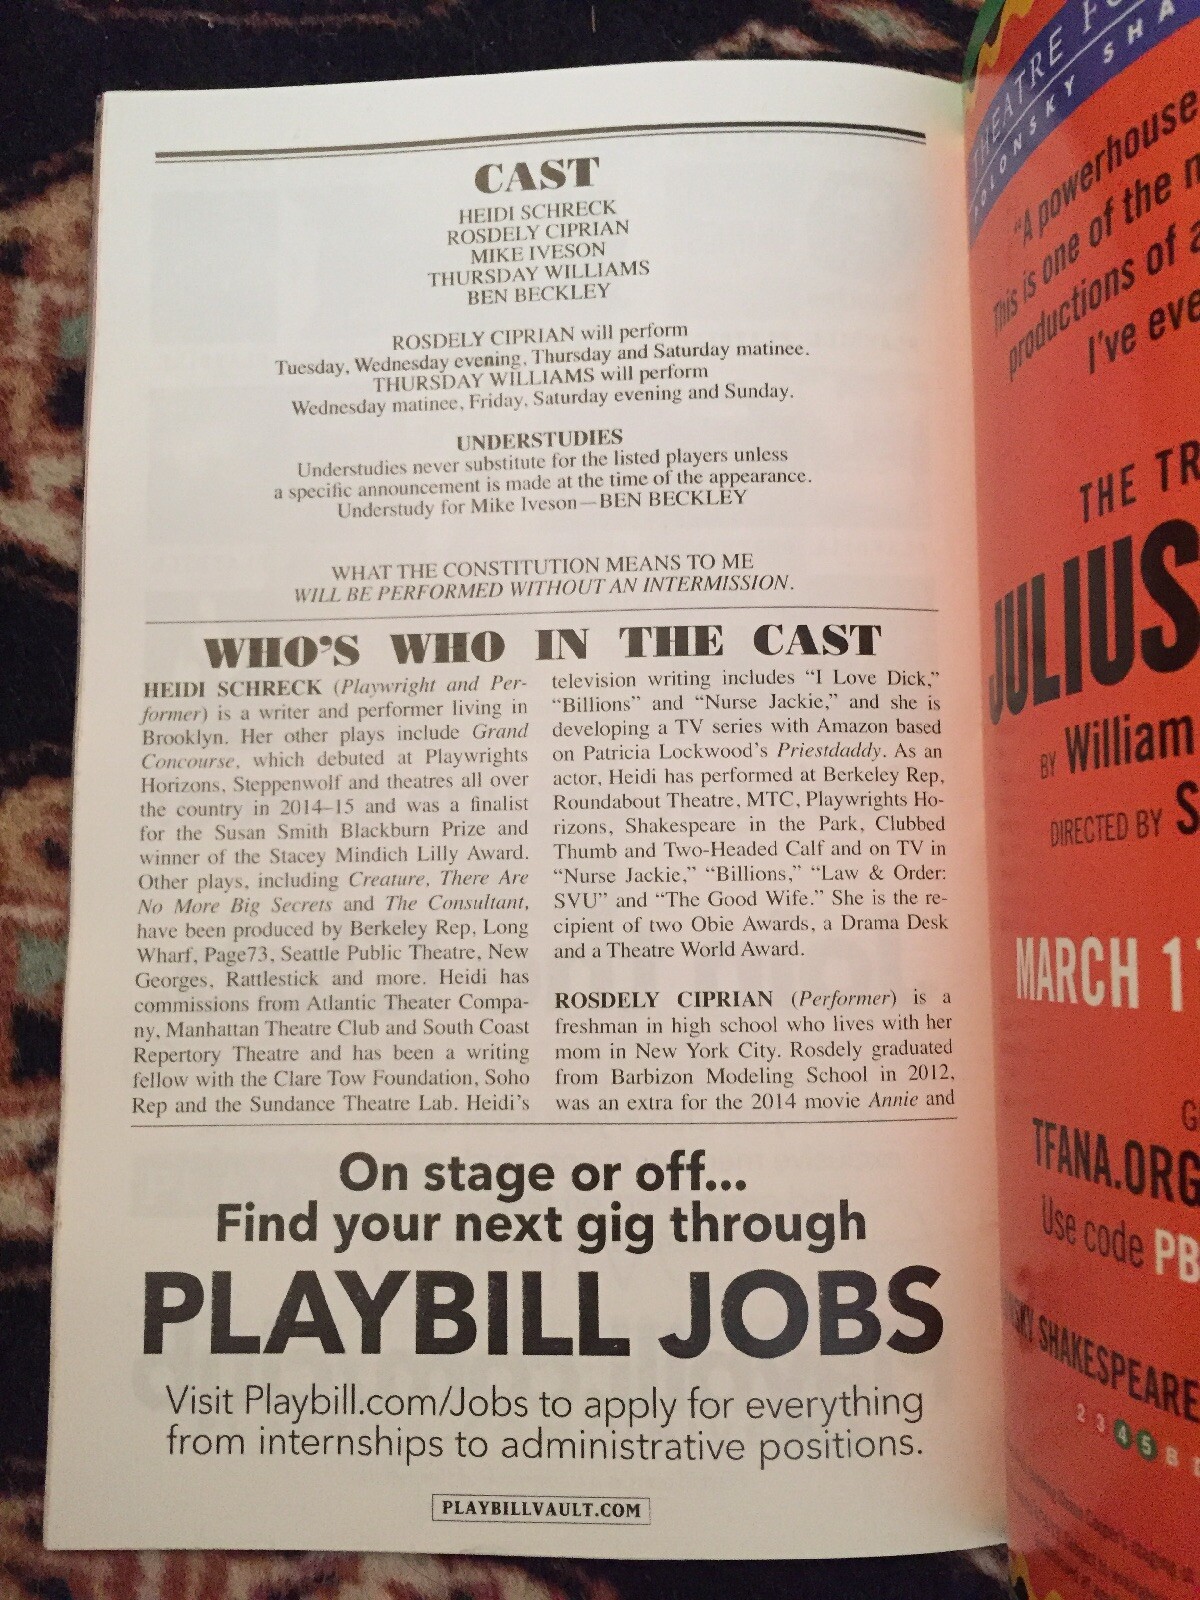 CAST
HEIDI SCHRECK
ROSDELY CIPRIAN
MIKE IVESON
THURSDAY WILLIAMS
BEN BECKLEY
ROSDELY CIPRIAN will perform
Tuesday, Wednesday evening, Thursday and Saturday matinee.
THURSDAY WILLIAMS will perform
Wednesday matinee, Friday, Saturday evening and Sunday.
UNDERSTUDIES
Understudies never substitute for the listed players unless
a specific announcement is made at the time of the appearance.
Understudy for Mike Iveson—BEN BECKLEY
WHAT THE CONSTITUTION MEANS TO ME
WILL BE PERFORMED WITHOUT AN INTERMISSION.
WHO'S WHO IN THE CAST
HEIDI SCHRECK (Playwright and Per-
former) is a writer and performer living in
Brooklyn. Her other plays include Grand
Concourse, which debuted at Playwrights
Horizons, Steppenwolf and theatres all over
the country in 2014–15 and was a finalist
for the Susan Smith Blackburn Prize and
winner of the Stacey Mindich Lilly Award.
Other plays, including Creature, There Are
No More Big Secrets and The Consultant,
have been produced by Berkeley Rep, Long
Wharf, Page73, Seattle Public Theatre, New
Georges, Rattlestick and more. Heidi has
commissions from Atlantic Theater Compa-
ny, Manhattan Theatre Club and South Coast
Repertory Theatre and has been a writing
fellow with the Clare Tow Foundation, Soho
Rep and the Sundance Theatre Lab. Heidi's
television writing includes "I Love Dick,"
"Billions" and "Nurse Jackie," and she is
developing a TV series with Amazon based
on Patricia Lockwood's Priestdaddy. As an
actor, Heidi has performed at Berkeley Rep,
Roundabout Theatre, MTC, Playwrights Ho-
rizons, Shakespeare in the Park, Clubbed
Thumb and Two-Headed Calf and on TV in
"Nurse Jackie," "Billions," "Law & Order:
SVU" and "The Good Wife." She is the re-
cipient of two Obie Awards, a Drama Desk
and a Theatre World Award.
ROSDELY CIPRIAN (Performer) is a
freshman in high school who lives with her
mom in New York City. Rosdely graduated
from Barbizon Modeling School in 2012,
was an extra for the 2014 movie Annie and
On stage or off...
Find your next gig through
PLAYBILL JOBS
Visit Playbill.com/Jobs to apply for everything
from internships to administrative positions.
PLAYBILLVAULT.COM
THEATRE FO
POLONSKY SHA
"A powerhouse
This is one of the m
productions of a
I've eve
THE TR
JULIUS
BY William
DIRECTED BY S
MARCH 1
G
TFANA.ORG
Use code PB
NSKY SHAKESPEARE
2 3 4 5 B